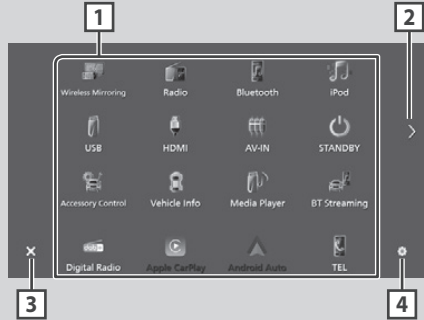 1
2
Wireless Mirroring Radio Bluetooth iPod
USB HDMI AV-IN STANDBY
Accessory Control Vehicle Info Media Player BT Streaming
Digital Radio Apple CarPlay Android Auto TEL
3
4